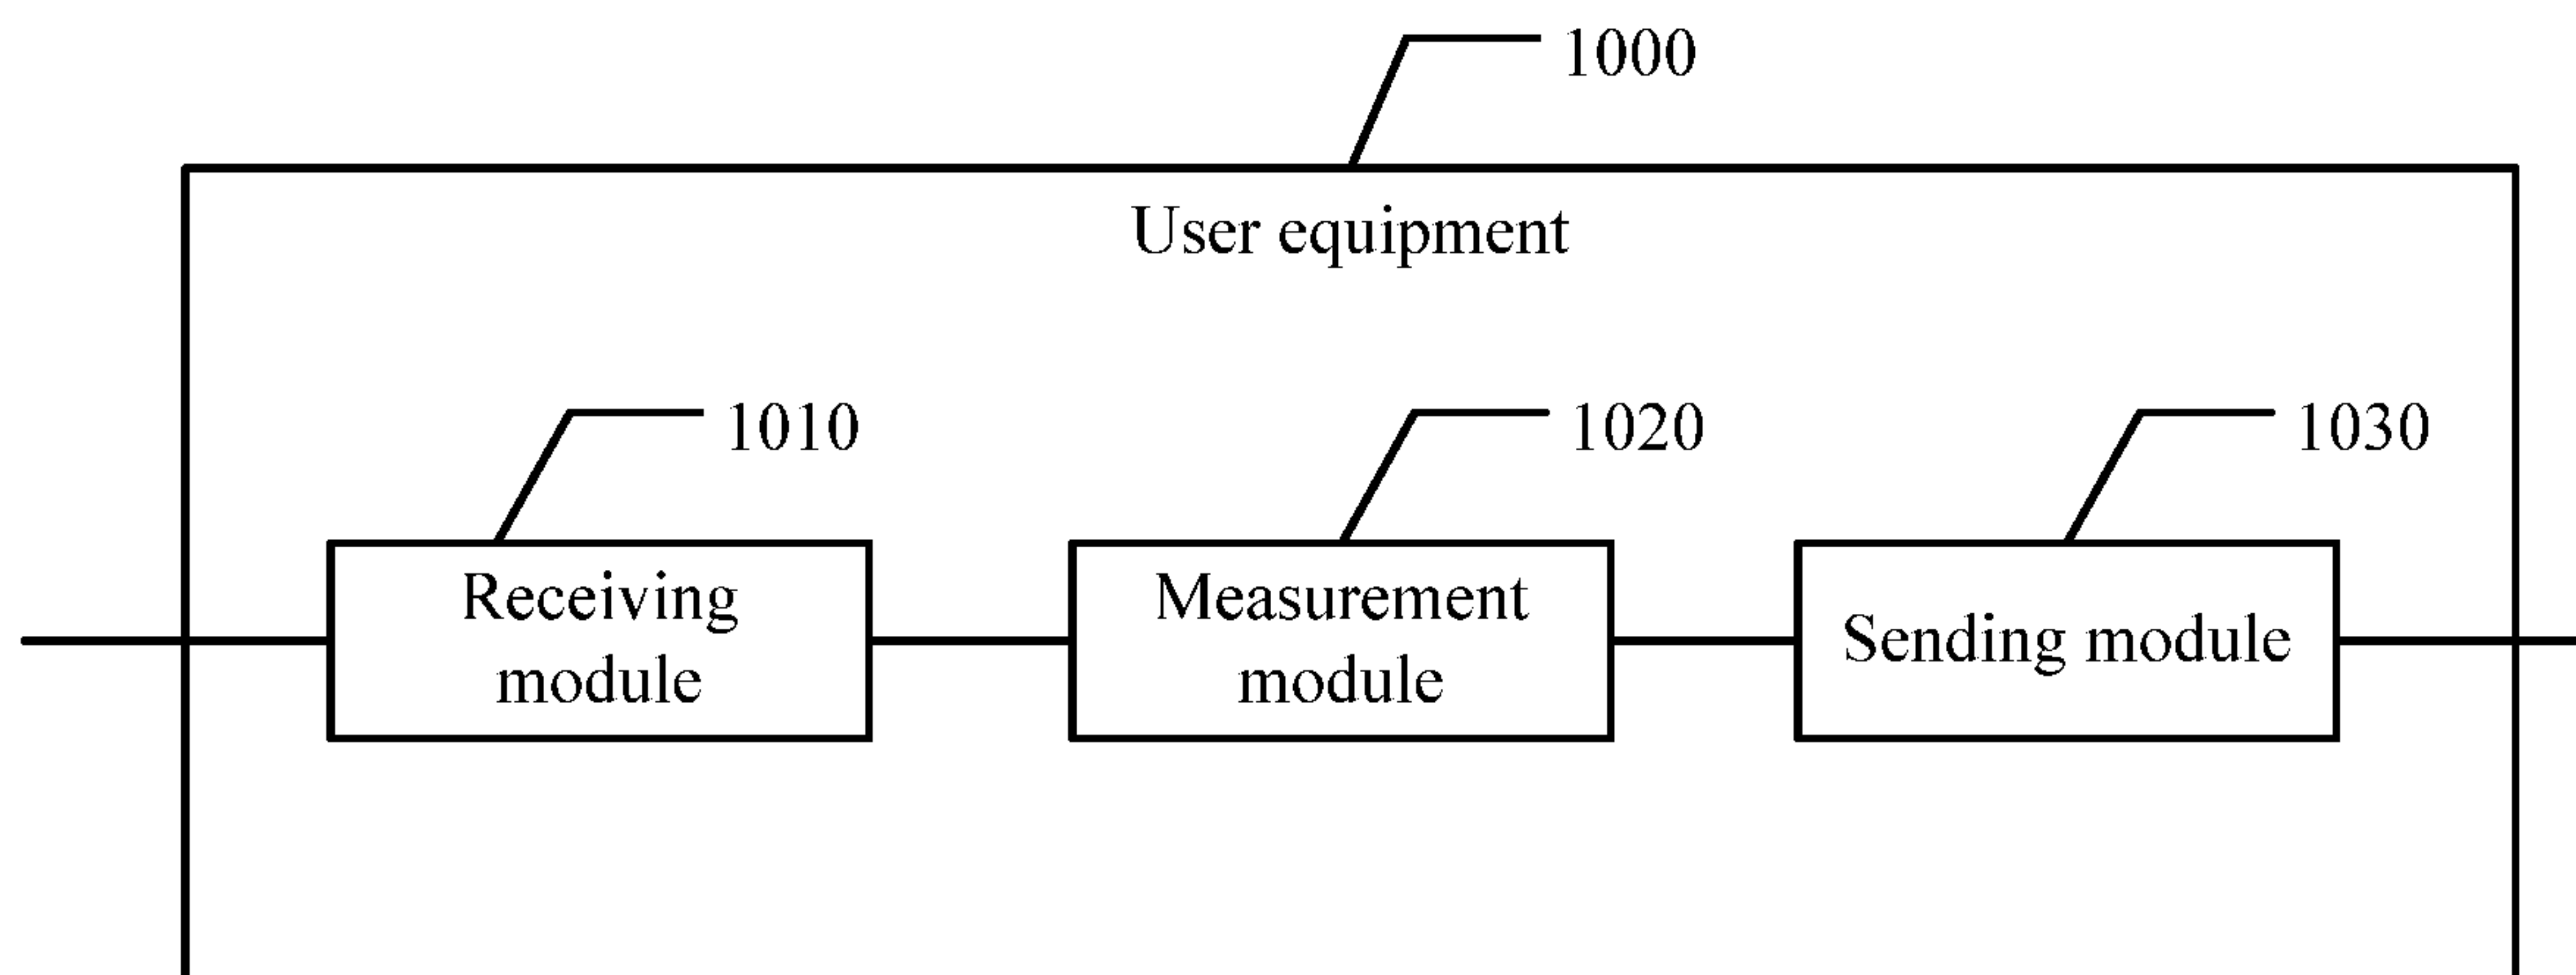 1000
User equipment
1010
1020
1030
Receiving
module
Measurement
module
Sending module